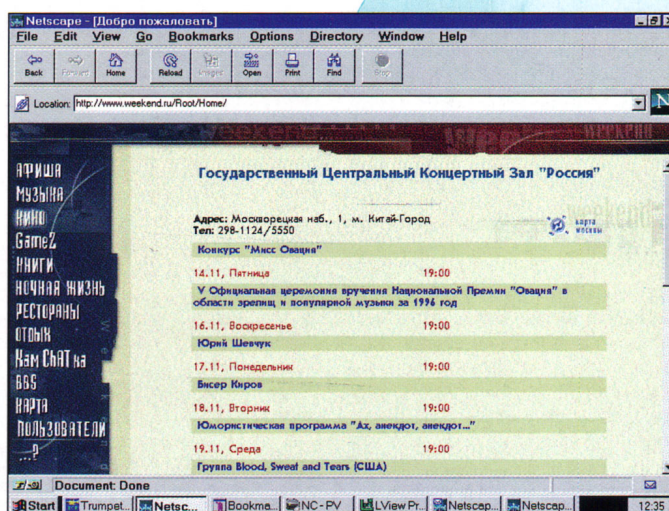 Netscape - [Добро пожаловать]
File Edit View Go Bookmarks Options Directory Window Help
Back Forward Home Reload Images Open Print Find Stop
Location: http://www.weekend.ru/Root/Home/
N
weekend
АФИША
МУЗЫКА
КИНО
GameZ
КНИГИ
НОЧНАЯ ЖИЗНЬ
РЕСТОРАНЫ
ОТДЫХ
КамChATка
BBS
КАРТА
ПОЛЬЗОВАТЕЛИ
...?
Государственный Центральный Концертный Зал "Россия"
Адрес: Москворецкая наб., 1, м. Китай-Город
Тел: 298-1124/5550
карта
москвы
Конкурс "Мисс Овация"
14.11, Пятница 19:00
V Официальная церемония вручения Национальной Премии "Овация" в
области зрелищ и популярной музыки за 1996 год
16.11, Воскресенье 19:00
Юрий Шевчук
17.11, Понедельник 19:00
Бисер Киров
18.11, Вторник 19:00
Юмористическая программа "Ах, анекдот, анекдот..."
19.11, Среда 19:00
Группа Blood, Sweat and Tears (США)
Document: Done
Start Trumpet... Netsc... Bookma... NC - PV LView Pr... Netscap... Netscap... 12:35